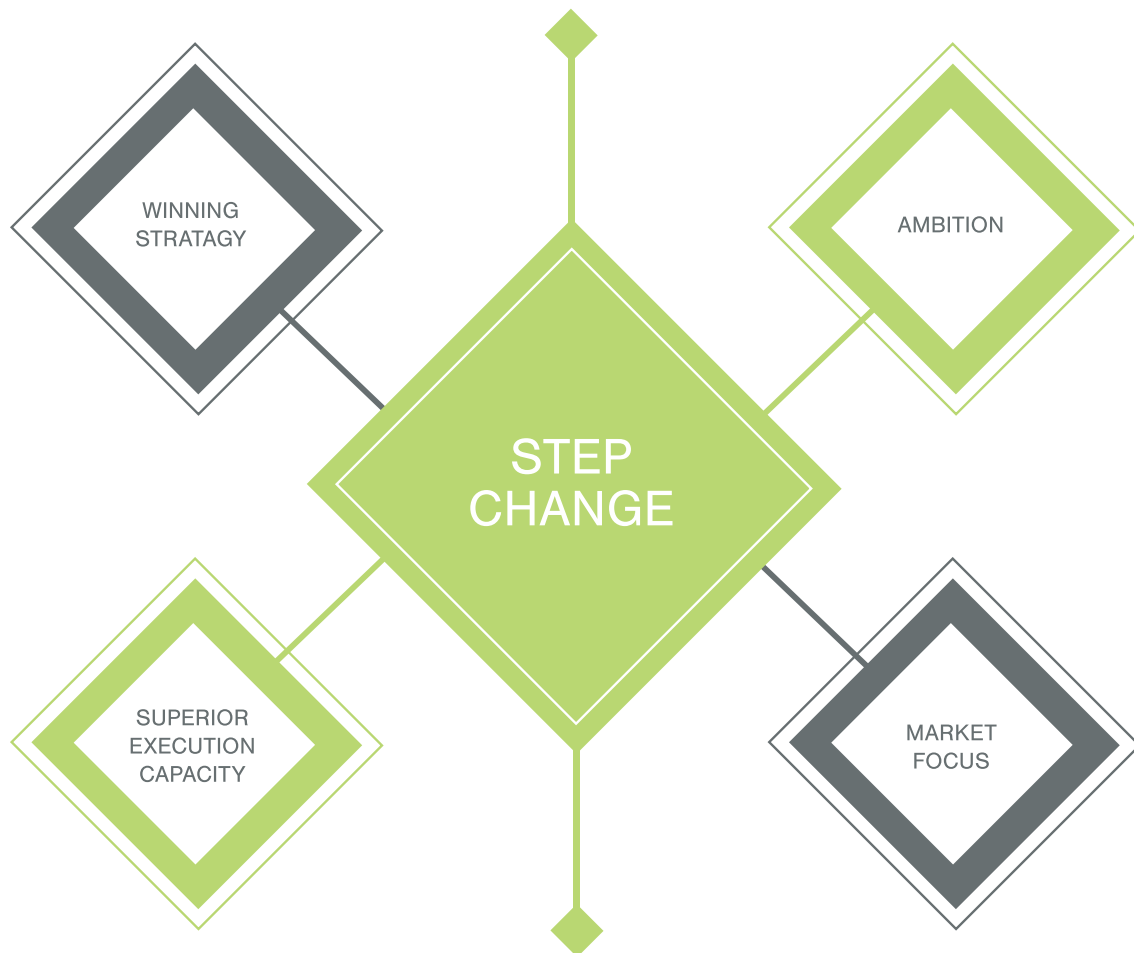 WINNING
STRATAGY
AMBITION
STEP
CHANGE
SUPERIOR
EXECUTION
CAPACITY
MARKET
FOCUS